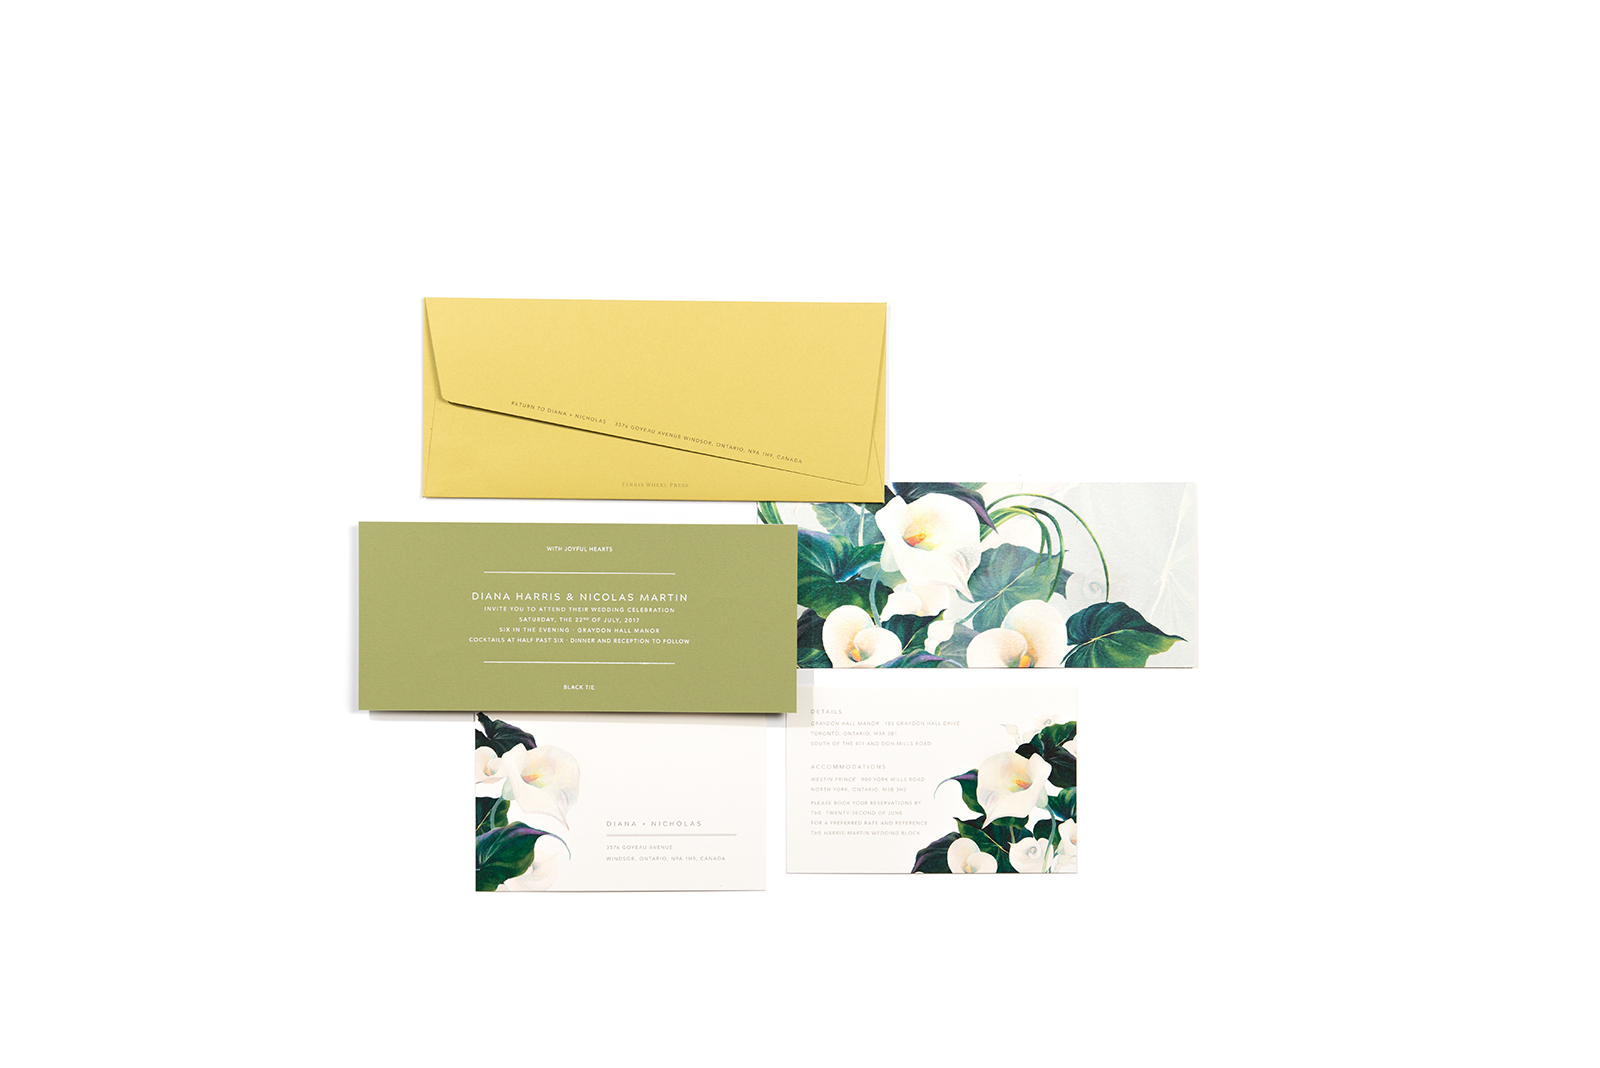 RETURN TO DIANA + NICHOLAS 3576 GOYEAU AVENUE WINDSOR, ONTARIO, N9A 1H9, CANADA
FERRIS WHEEL PRESS
WITH JOYFUL HEARTS
DIANA HARRIS & NICOLAS MARTIN
INVITE YOU TO ATTEND THEIR WEDDING CELEBRATION
SATURDAY, THE 22ND OF JULY, 2017
SIX IN THE EVENING · GRAYDON HALL MANOR
COCKTAILS AT HALF PAST SIX · DINNER AND RECEPTION TO FOLLOW
BLACK TIE
DIANA + NICHOLAS
3576 GOYEAU AVENUE
WINDSOR, ONTARIO, N9A 1H9, CANADA
DETAILS
GRAYDON HALL MANOR 185 GRAYDON HALL DRIVE
TORONTO, ONTARIO, M3A 3B1
SOUTH OF THE 401 AND DON MILLS ROAD
ACCOMMODATIONS
WESTIN PRINCE 900 YORK MILLS ROAD
NORTH YORK, ONTARIO, M3B 3H2
PLEASE BOOK YOUR RESERVATIONS BY
THE TWENTY-SECOND OF JUNE
FOR A PREFERRED RATE AND REFERENCE
THE HARRIS-MARTIN WEDDING BLOCK